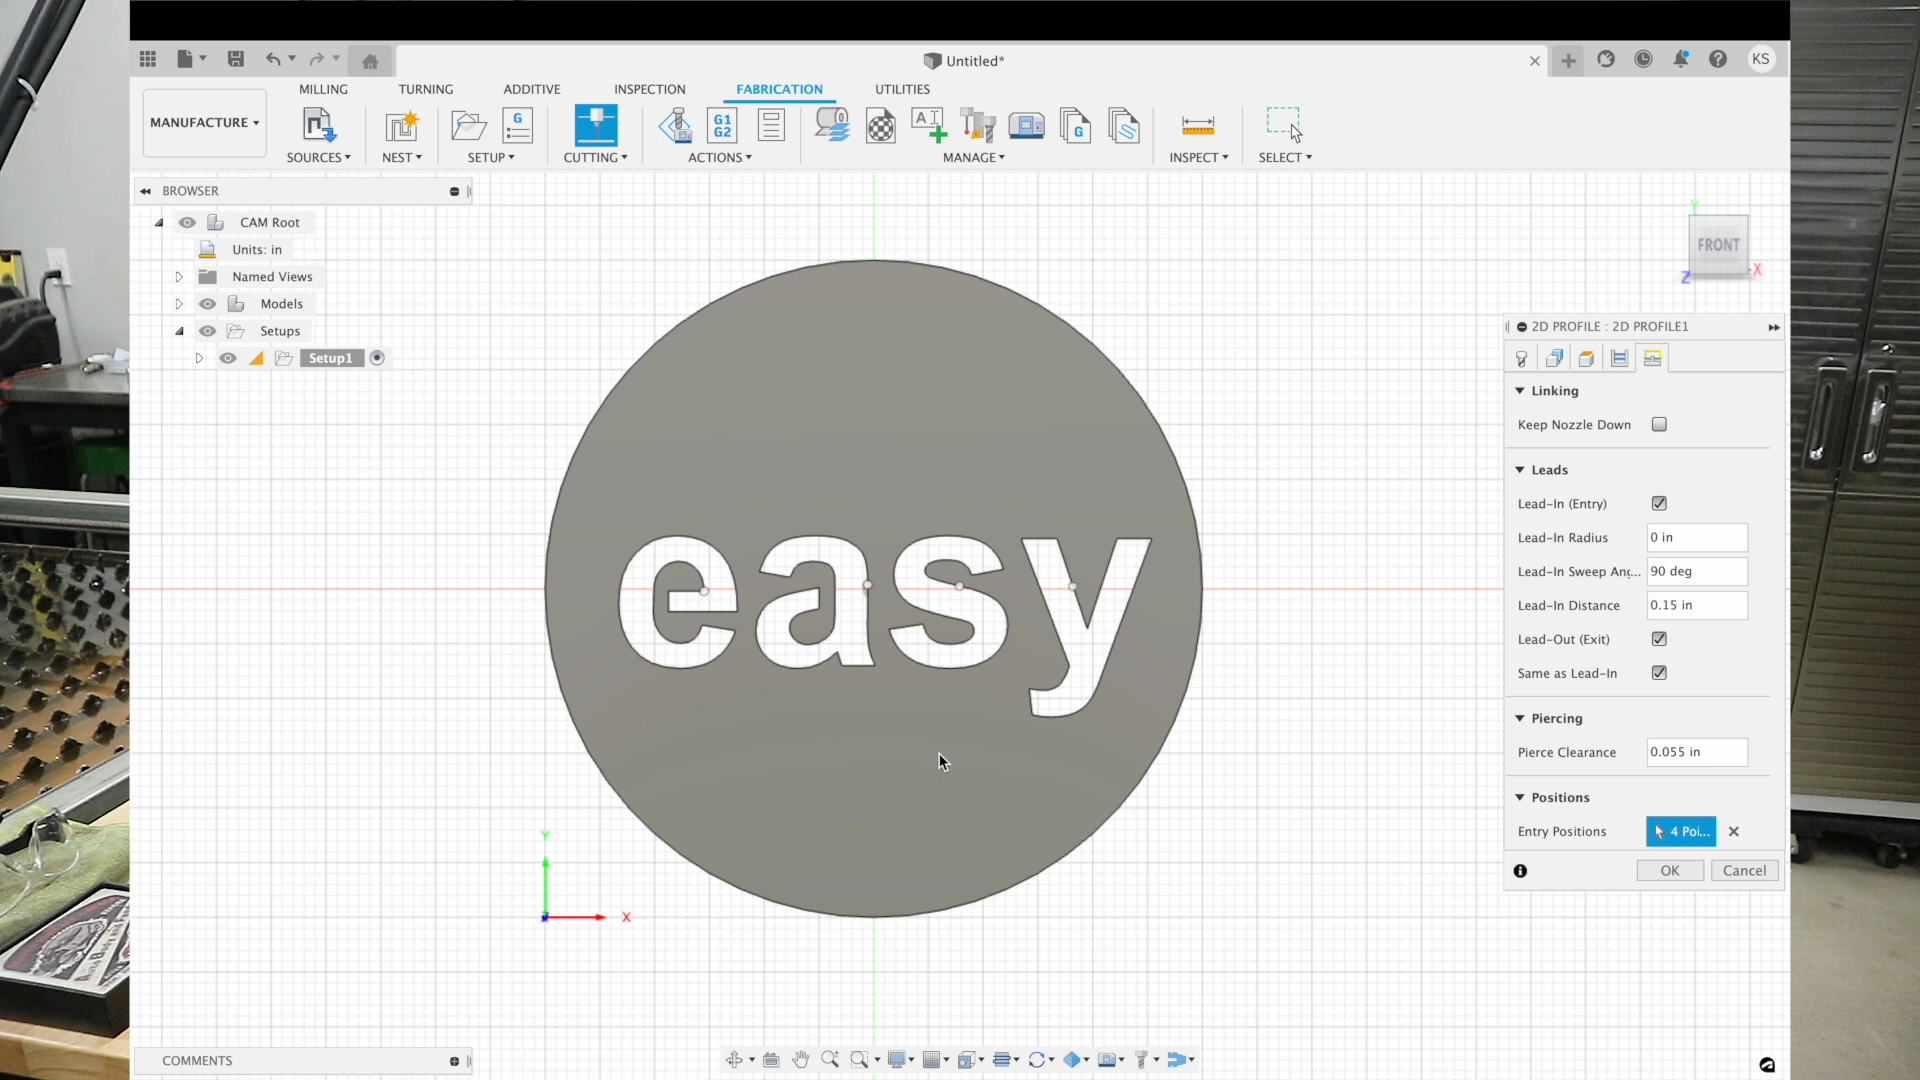 Untitled*
KS
MILLING
TURNING
ADDITIVE
INSPECTION
FABRICATION
UTILITIES
MANUFACTURE
G
G1
G2
A
G
SOURCES
NEST
SETUP
CUTTING
ACTIONS
MANAGE
INSPECT
SELECT
BROWSER
CAM Root
Units: in
Named Views
Models
Setups
Setup1
Y
FRONT
X
Z
2D PROFILE : 2D PROFILE1
Linking
Keep Nozzle Down
Leads
Lead-In (Entry)
Lead-In Radius
0 in
Lead-In Sweep Ang...
90 deg
Lead-In Distance
0.15 in
Lead-Out (Exit)
Same as Lead-In
Piercing
Pierce Clearance
0.055 in
Positions
Entry Positions
4 Poi...
OK
Cancel
easy
Y
X
Z
COMMENTS